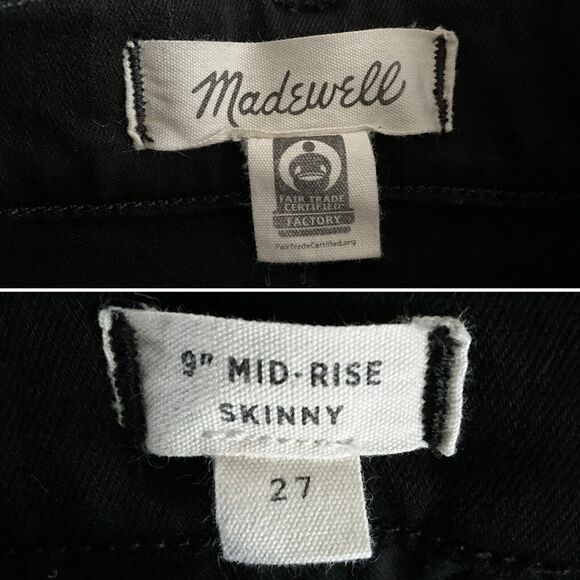 Madewell
FAIR TRADE
CERTIFIED
FACTORY
FairTradeCertified.org
9" MID-RISE
SKINNY
27